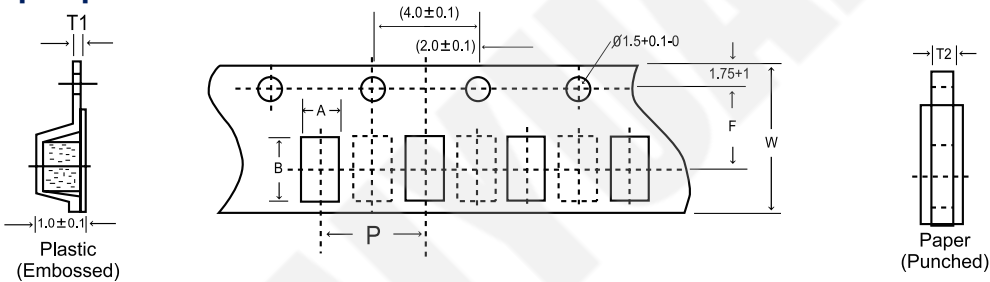 T1
(4.0±0.1)
(2.0±0.1)
Ø1.5+0.1-0
1.75+1
T2
A
F
W
B
1.0±0.1
P
Plastic
(Embossed)
Paper
(Punched)